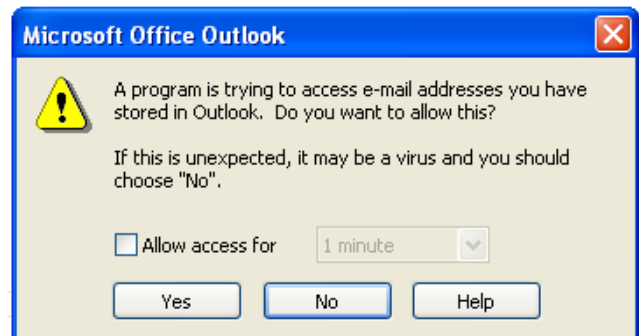 Microsoft Office Outlook
A program is trying to access e-mail addresses you have
stored in Outlook. Do you want to allow this?
If this is unexpected, it may be a virus and you should
choose "No".
Allow access for 1 minute
Yes No Help